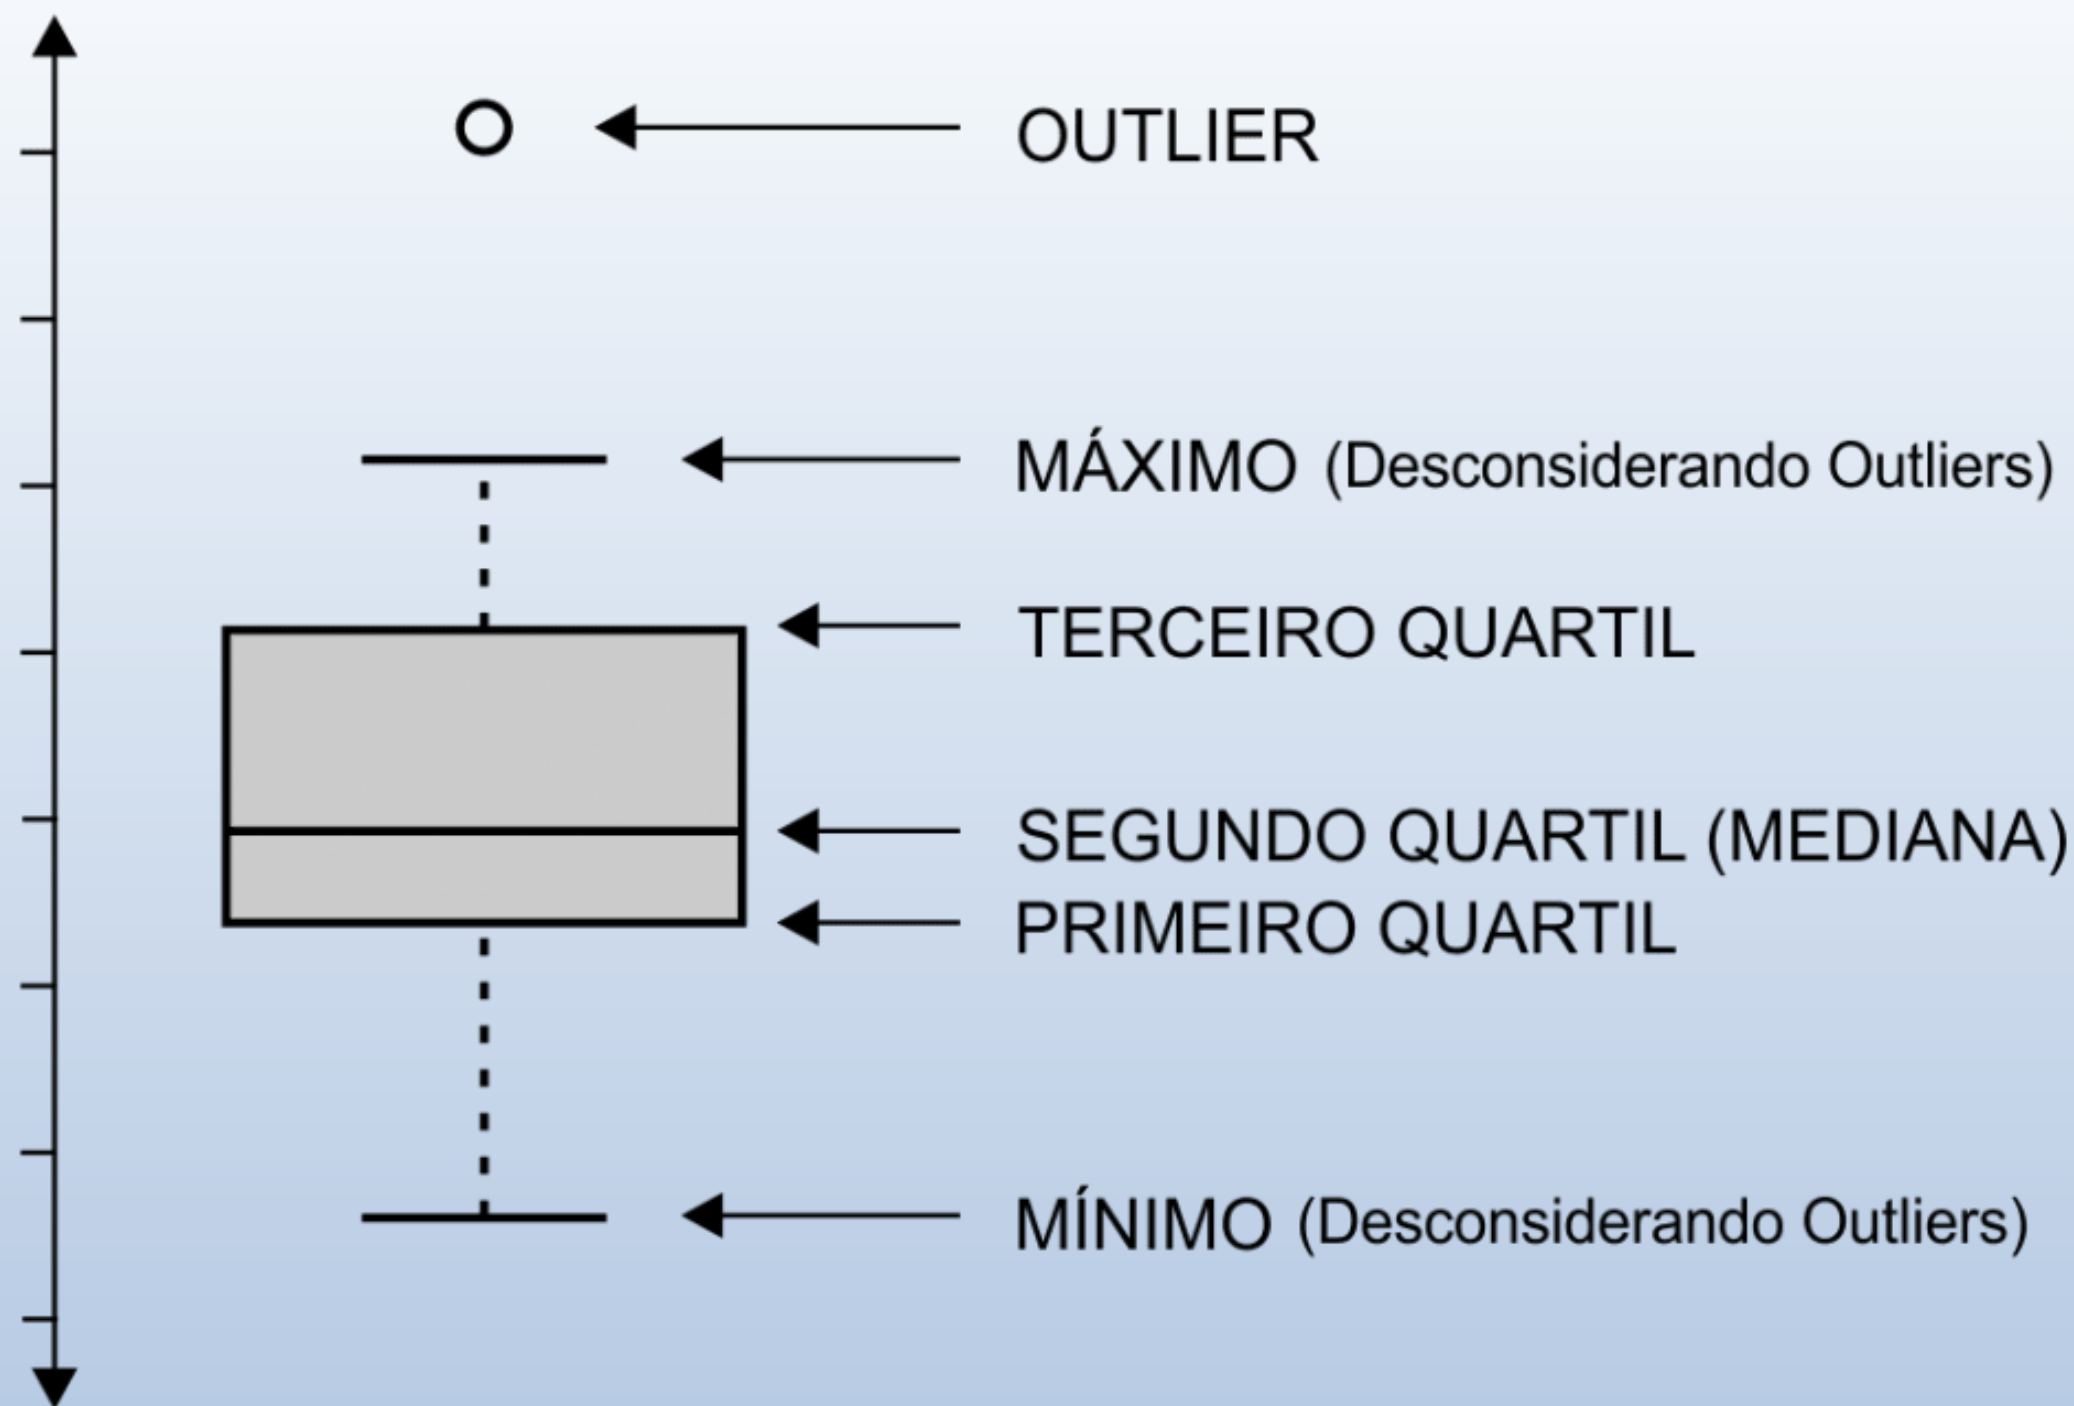 OUTLIER
MÁXIMO (Desconsiderando Outliers)
TERCEIRO QUARTIL
SEGUNDO QUARTIL (MEDIANA)
PRIMEIRO QUARTIL
MÍNIMO (Desconsiderando Outliers)